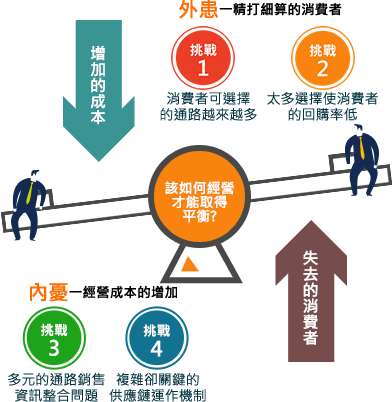 外患－精打細算的消費者
挑戰
1
消費者可選擇
的通路越來越多
挑戰
2
太多選擇使消費者
的回購率低
增加的成本
該如何經營
才能取得
平衡?
失去的消費者
內憂－經營成本的增加
挑戰
3
多元的通路銷售
資訊整合問題
挑戰
4
複雜卻關鍵的
供應鏈運作機制